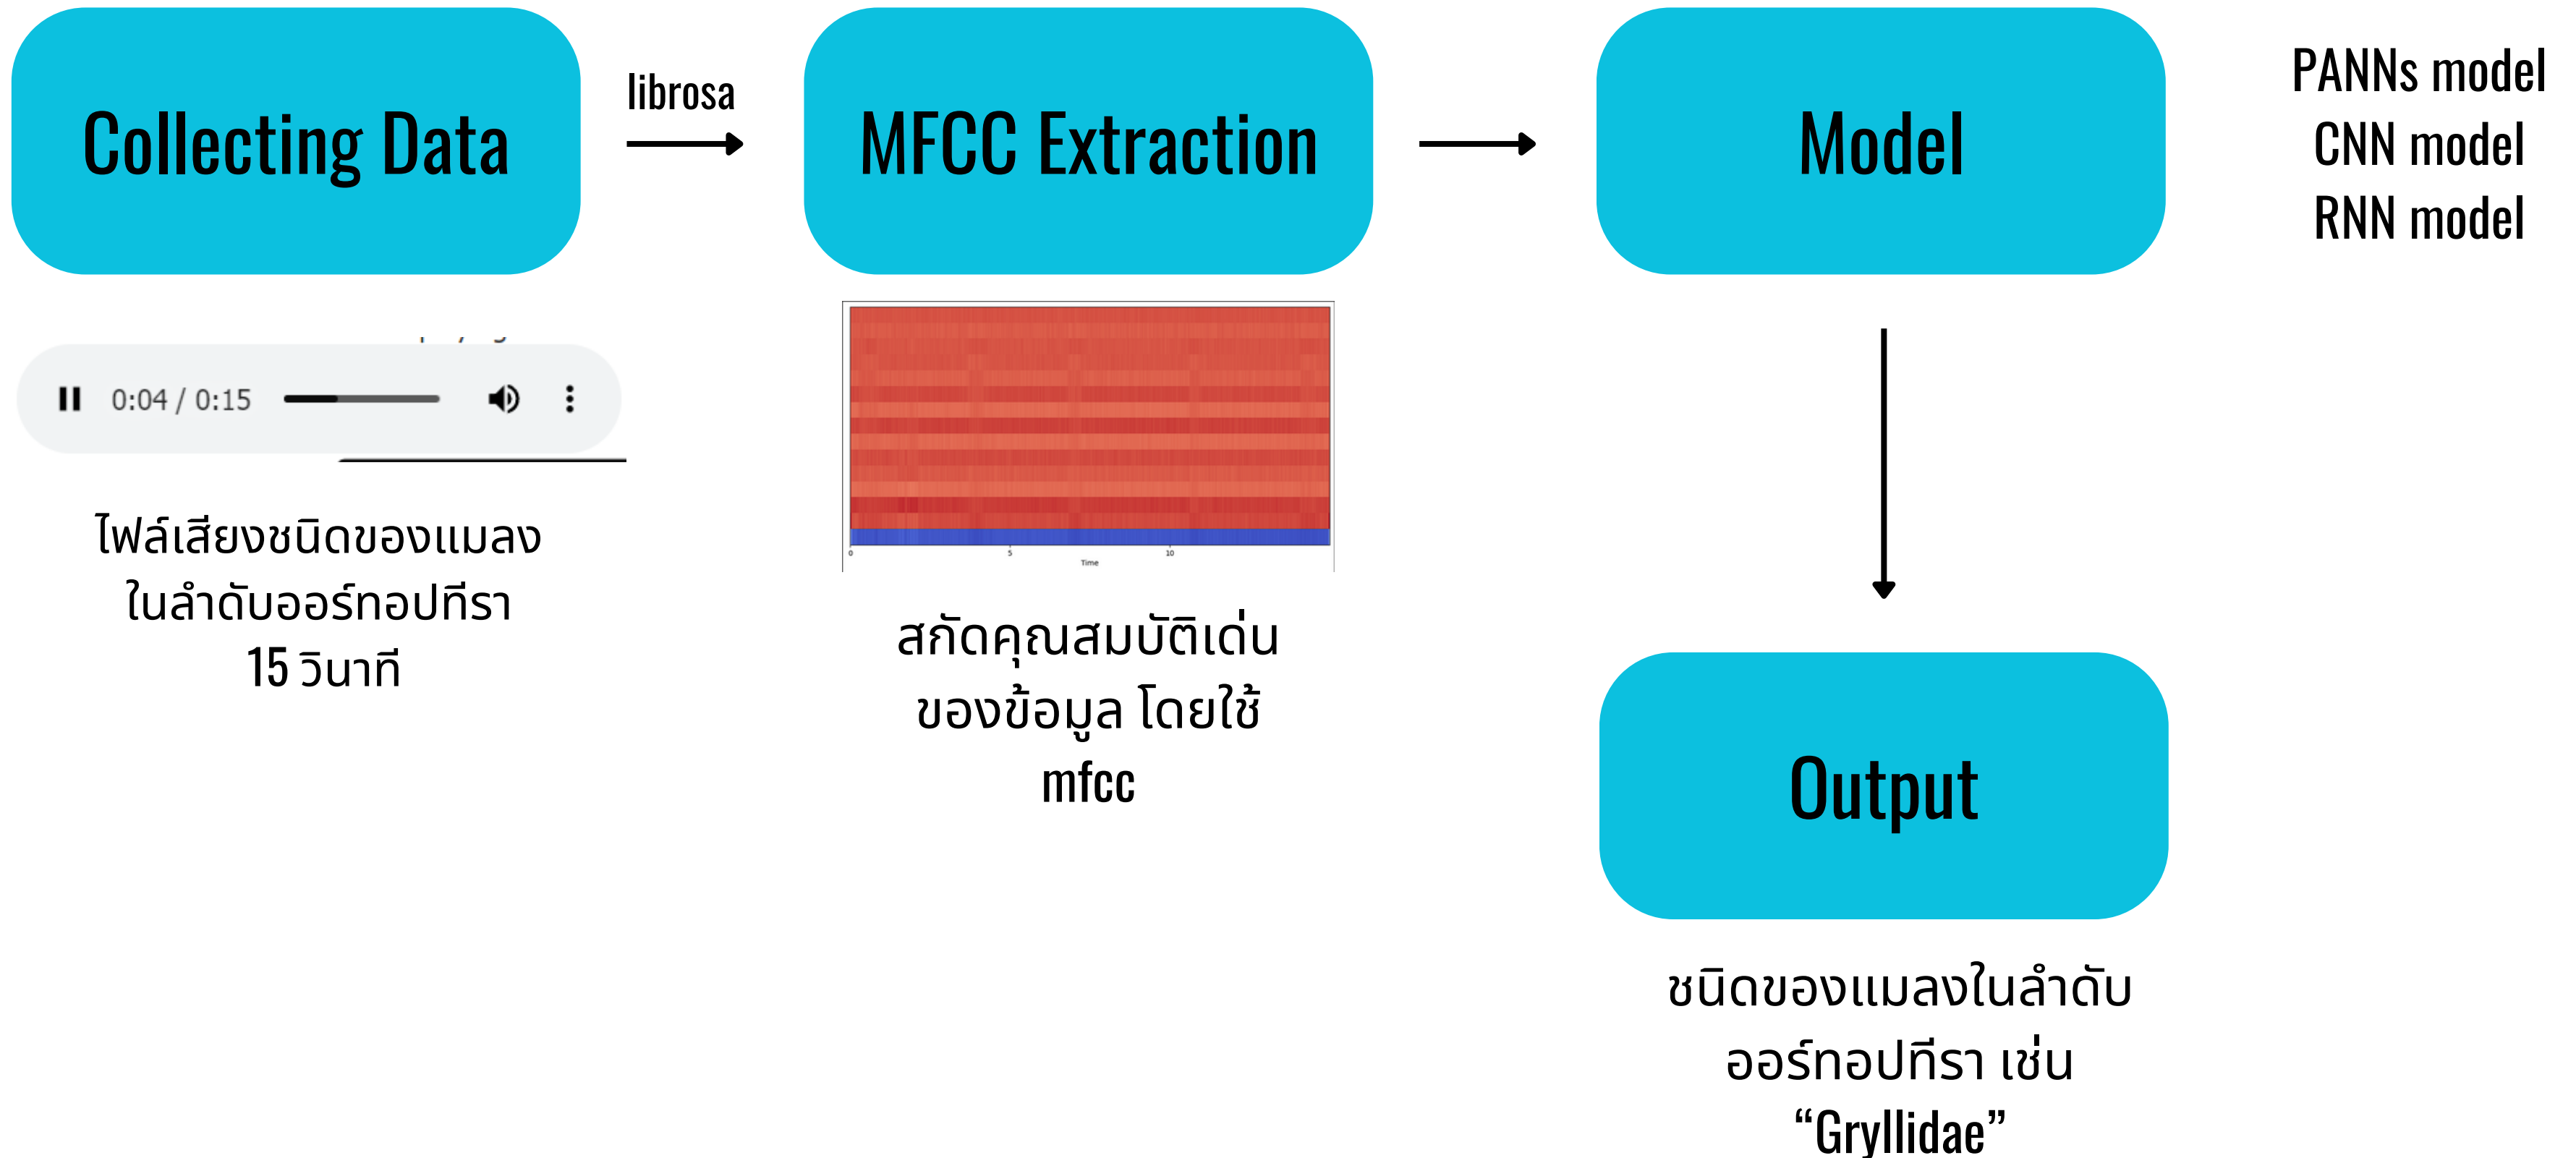 Collecting Data
librosa
MFCC Extraction
Model
PANNs model
CNN model
RNN model
0:04 / 0:15
ไฟล์เสียงชนิดของแมลง
ในลำดับออร์ทอปทีรา
15 วินาที
0 5 10
Time
สกัดคุณสมบัติเด่น
ของข้อมูล โดยใช้
mfcc
Output
ชนิดของแมลงในลำดับ
ออร์ทอปทีรา เช่น
“Gryllidae”